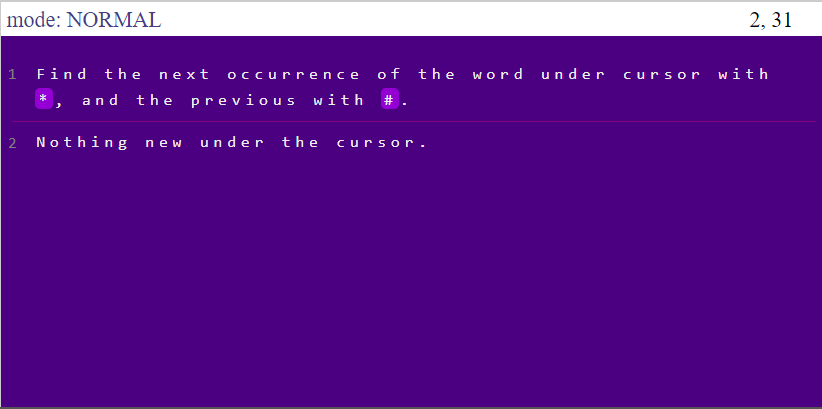 mode: NORMAL 2, 31
1 Find the next occurrence of the word under cursor with
*, and the previous with #.
2 Nothing new under the cursor.